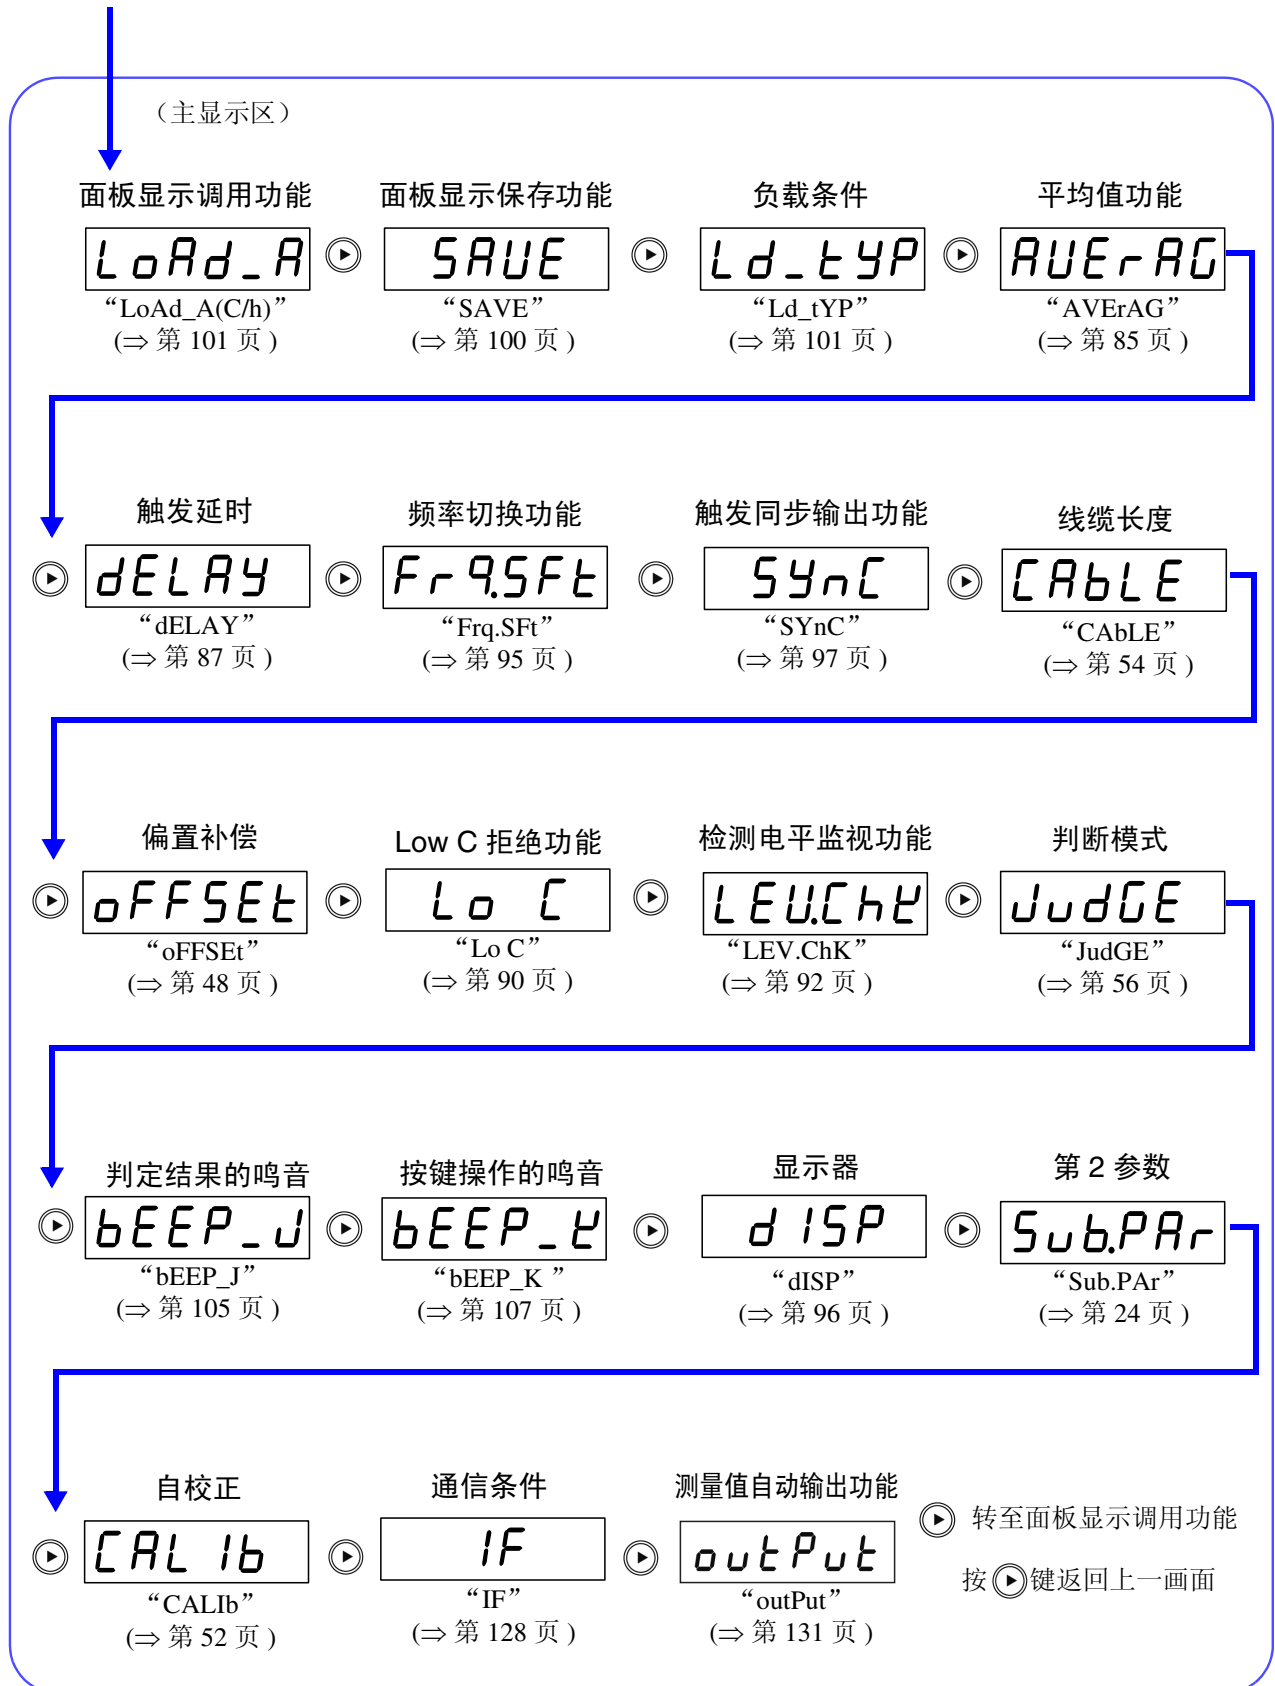 （主显示区）
面板显示调用功能 面板显示保存功能 负载条件 平均值功能
LoAd_A SAVE Ld_tYP AVErAG
“LoAd_A(C/h)” “SAVE” “Ld_tYP” “AVErAG”
(⇒ 第 101 页 ) (⇒ 第 100 页 ) (⇒ 第 101 页 ) (⇒ 第 85 页 )
触发延时 频率切换功能 触发同步输出功能 线缆长度
dELAY Frq.SFt SYnC CAbLE
“dELAY” “Frq.SFt” “SYnC” “CAbLE”
(⇒ 第 87 页 ) (⇒ 第 95 页 ) (⇒ 第 97 页 ) (⇒ 第 54 页 )
偏置补偿 Low C 拒绝功能 检测电平监视功能 判断模式
oFFSEt Lo C LEV.ChK JudGE
“oFFSEt” “Lo C” “LEV.ChK” “JudGE”
(⇒ 第 48 页 ) (⇒ 第 90 页 ) (⇒ 第 92 页 ) (⇒ 第 56 页 )
判定结果的鸣音 按键操作的鸣音 显示器 第 2 参数
bEEP_J bEEP_K dISP Sub.PAr
“bEEP_J” “bEEP_K ” “dISP” “Sub.PAr”
(⇒ 第 105 页 ) (⇒ 第 107 页 ) (⇒ 第 96 页 ) (⇒ 第 24 页 )
自校正 通信条件 测量值自动输出功能
CALIb IF outPut
“CALIb” “IF” “outPut”
(⇒ 第 52 页 ) (⇒ 第 128 页 ) (⇒ 第 131 页 )
转至面板显示调用功能
按 键返回上一画面